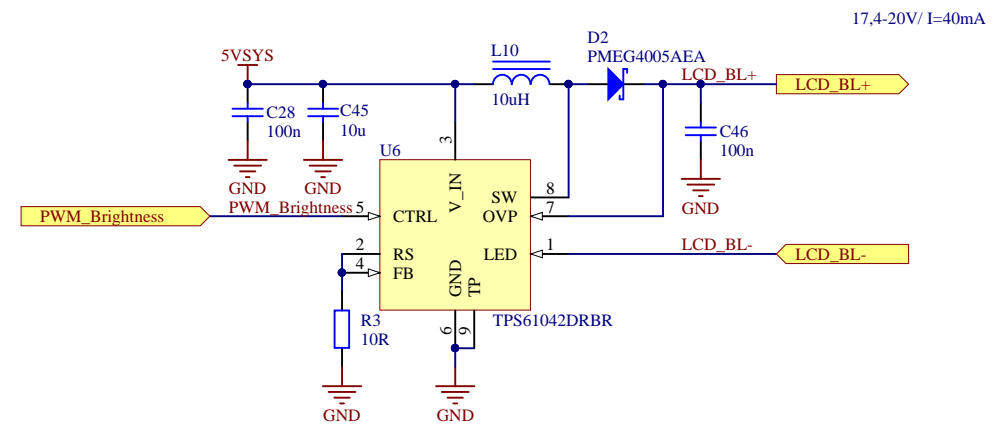 17,4-20V/ I=40mA
D2
PMEG4005AEA
5VSYS
L10
10uH
LCD_BL+
LCD_BL+
C28
100n
C45
10u
C46
100n
GND
GND
GND
U6
3
V_IN
PWM_Brightness
PWM_Brightness
5
CTRL
SW
8
OVP
7
2
RS
4
FB
LED
1
LCD_BL-
LCD_BL-
GND
TP
6
9
TPS61042DRBR
R3
10R
GND
GND